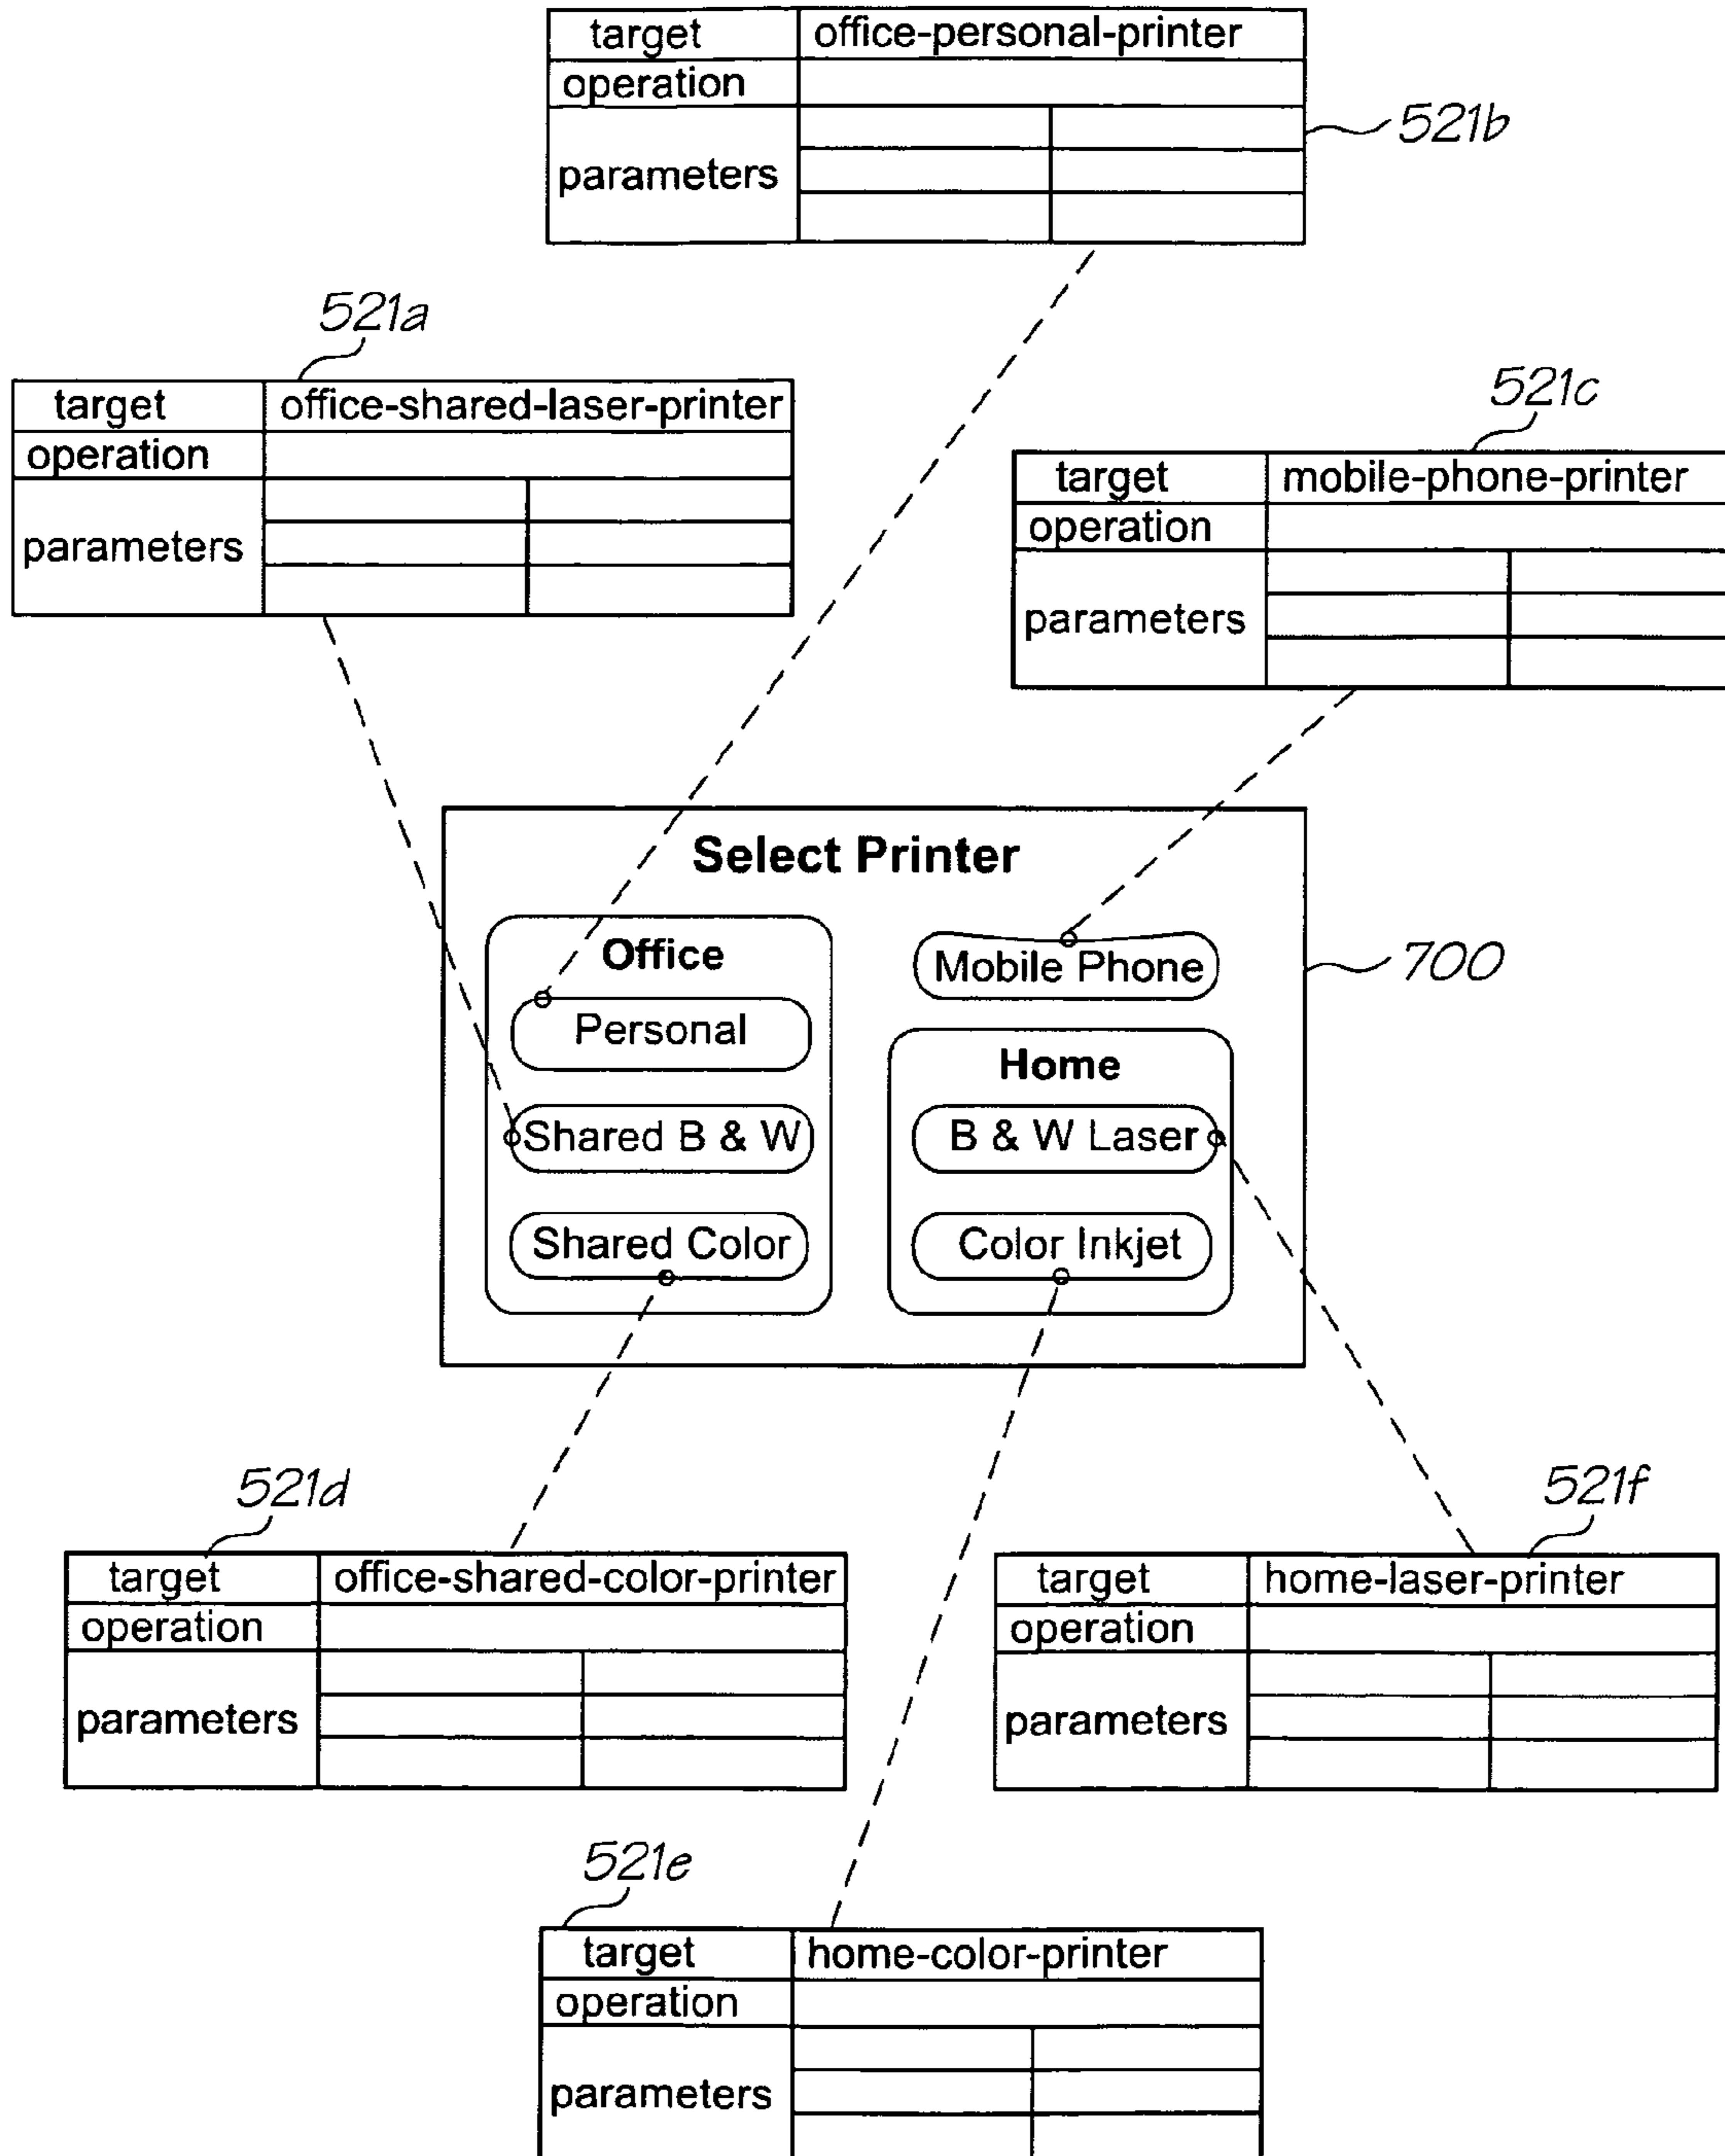 target office-personal-printer
operation
parameters
521b
521a
target office-shared-laser-printer
operation
parameters
521c
target mobile-phone-printer
operation
parameters
Select Printer
Office
Personal
Shared B & W
Shared Color
Mobile Phone
Home
B & W Laser
Color Inkjet
700
521d
target office-shared-color-printer
operation
parameters
521f
target home-laser-printer
operation
parameters
521e
target home-color-printer
operation
parameters